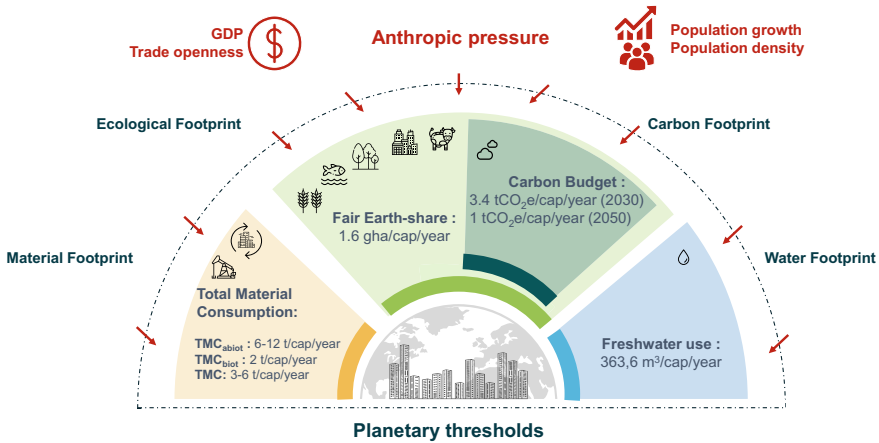 GDP
Trade openness
$
Anthropic pressure
Population growth
Population density
Ecological Footprint
Carbon Footprint
Material Footprint
Water Footprint
Fair Earth-share :
1.6 gha/cap/year
Carbon Budget :
3.4 tCO₂e/cap/year (2030)
1 tCO₂e/cap/year (2050)
Total Material
Consumption:
TMCabiot : 6-12 t/cap/year
TMCbiot : 2 t/cap/year
TMC: 3-6 t/cap/year
Freshwater use :
363,6 m³/cap/year
Planetary thresholds